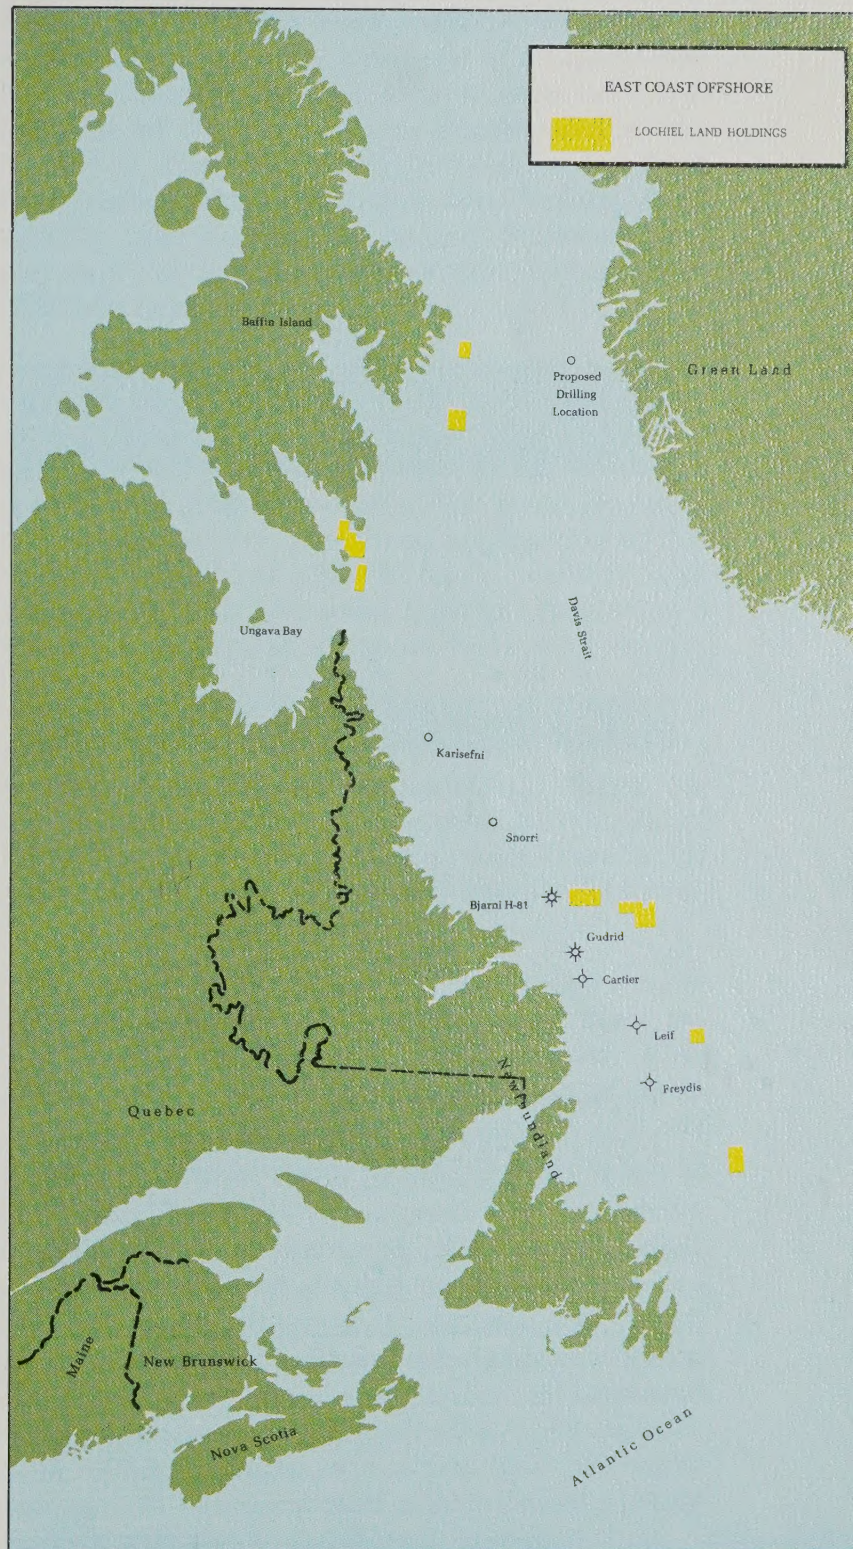 EAST COAST OFFSHORE
LOCHIEL LAND HOLDINGS
Baffin Island
Proposed
Drilling
Location
Green Land
Davis Strait
Ungava Bay
Karisefni
Snorri
Bjarni H-81
Gudrid
Cartier
Leif
Freydis
Newfoundland
Quebec
Maine
New Brunswick
Nova Scotia
Atlantic Ocean